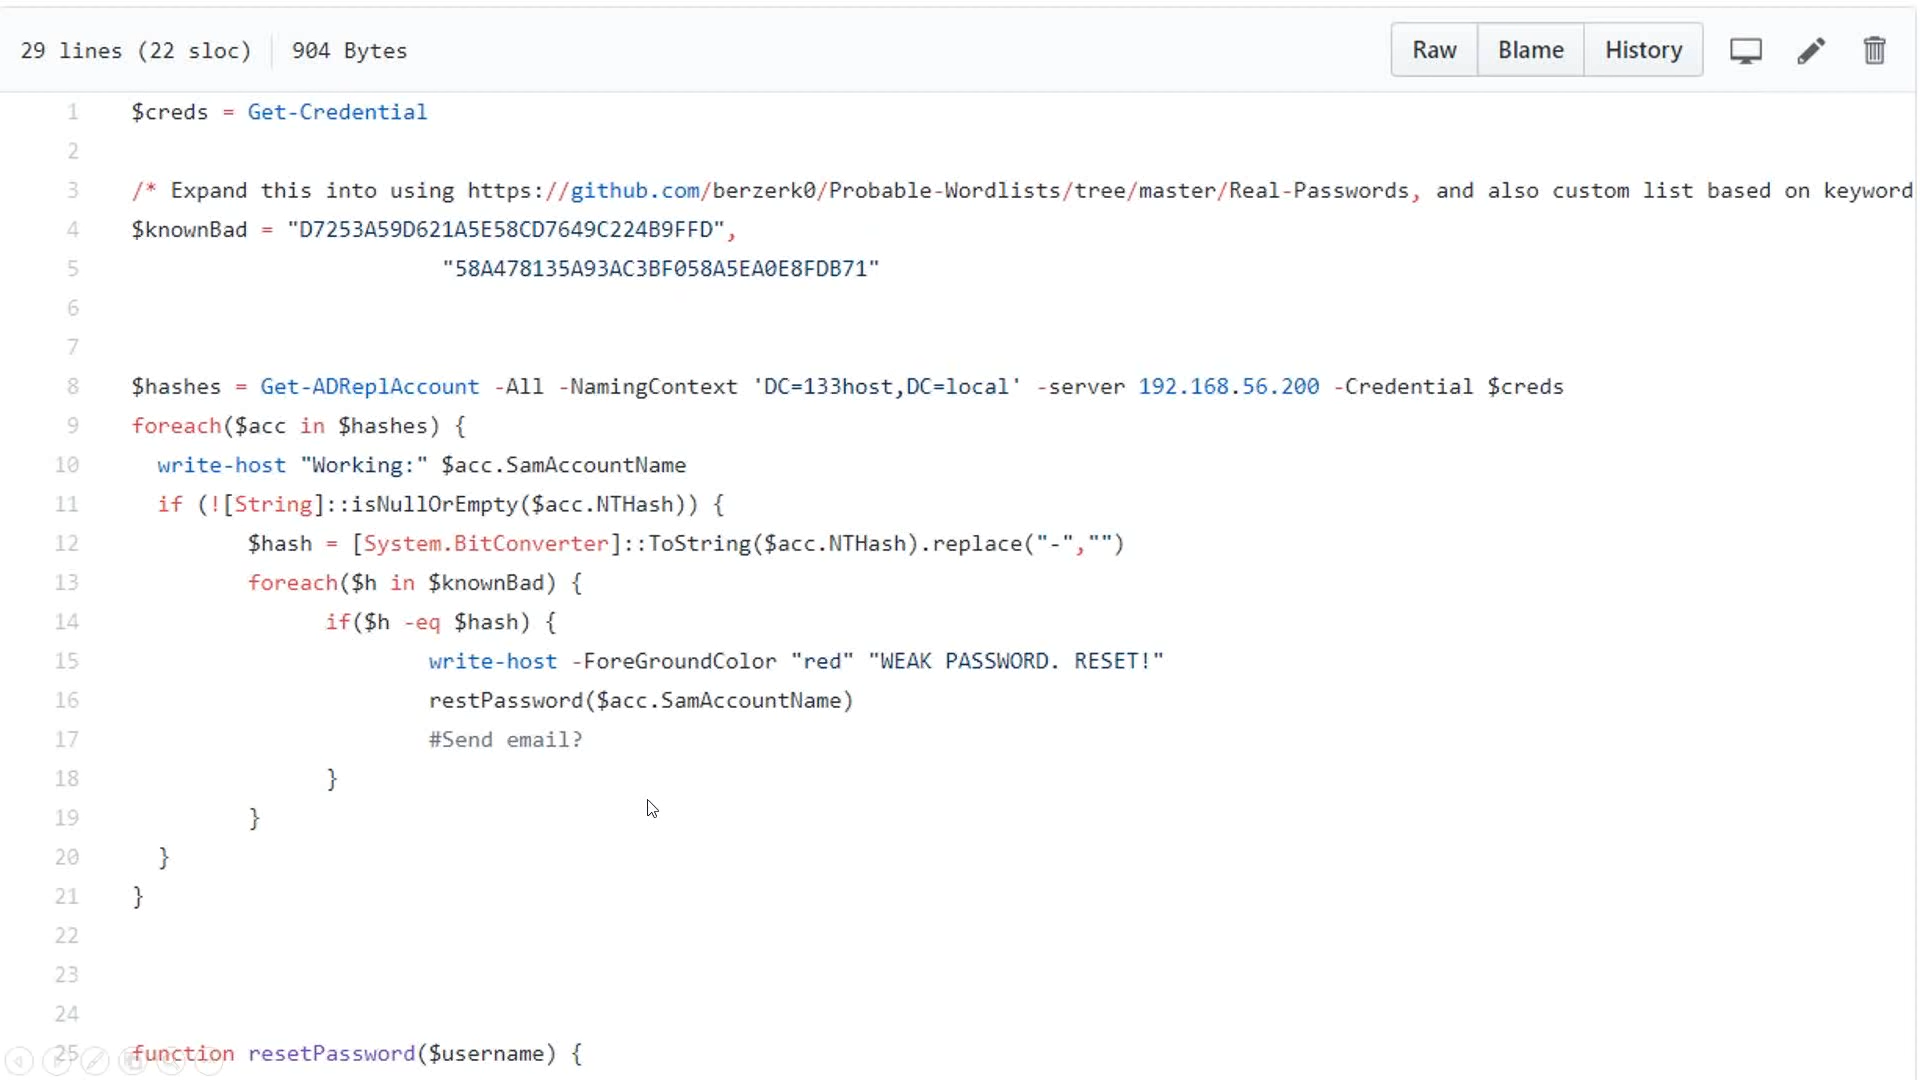 29 lines (22 sloc) 904 Bytes Raw Blame History
1 $creds = Get-Credential
2
3 /* Expand this into using https://github.com/berzerk0/Probable-Wordlists/tree/master/Real-Passwords, and also custom list based on keyword
4 $knownBad = "D7253A59D621A5E58CD7649C224B9FFD",
5 "58A478135A93AC3BF058A5EA0E8FDB71"
6
7
8 $hashes = Get-ADReplAccount -All -NamingContext 'DC=133host,DC=local' -server 192.168.56.200 -Credential $creds
9 foreach($acc in $hashes) {
10 write-host "Working:" $acc.SamAccountName
11 if (![String]::isNullOrEmpty($acc.NTHash)) {
12 $hash = [System.BitConverter]::ToString($acc.NTHash).replace("-","")
13 foreach($h in $knownBad) {
14 if($h -eq $hash) {
15 write-host -ForeGroundColor "red" "WEAK PASSWORD. RESET!"
16 restPassword($acc.SamAccountName)
17 #Send email?
18 }
19 }
20 }
21 }
22
23
24
25 function resetPassword($username) {